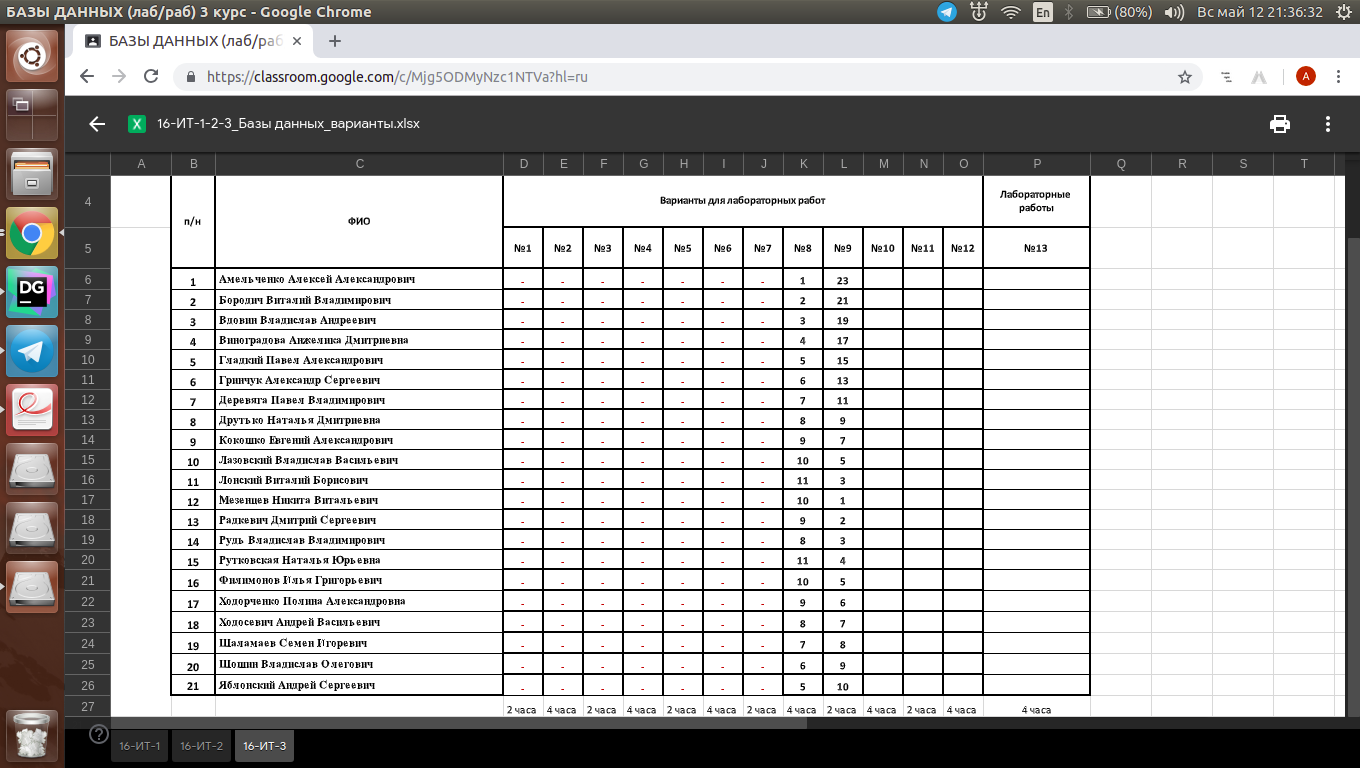 БАЗЫ ДАННЫХ (лаб/раб) 3 курс - Google Chrome En (80%) Вс май 12 21:36:32
БАЗЫ ДАННЫХ (лаб/раб
https://classroom.google.com/c/Mjg5ODMyNzc1NTVa?hl=ru A
X 16-ИТ-1-2-3_Базы данных_варианты.xlsx
A B C D E F G H I J K L M N O P Q R S T
4 п/н ФИО Варианты для лабораторных работ Лабораторные работы
5 №1 №2 №3 №4 №5 №6 №7 №8 №9 №10 №11 №12 №13
6 1 Амельченко Алексей Александрович - - - - - - - 1 23
7 2 Бородич Виталий Владимирович - - - - - - - 2 21
8 3 Вдовин Владислав Андреевич - - - - - - - 3 19
9 4 Виноградова Анжелика Дмитриевна - - - - - - - 4 17
10 5 Гладкий Павел Александрович - - - - - - - 5 15
11 6 Гринчук Александр Сергеевич - - - - - - - 6 13
12 7 Деревяга Павел Владимирович - - - - - - - 7 11
13 8 Друтько Наталья Дмитриевна - - - - - - - 8 9
14 9 Кокошко Евгений Александрович - - - - - - - 9 7
15 10 Лазовский Владислав Васильевич - - - - - - - 10 5
16 11 Лонский Виталий Борисович - - - - - - - 11 3
17 12 Мезенцев Никита Витальевич - - - - - - - 10 1
18 13 Радкевич Дмитрий Сергеевич - - - - - - - 9 2
19 14 Рудь Владислав Владимирович - - - - - - - 8 3
20 15 Рутковская Наталья Юрьевна - - - - - - - 11 4
21 16 Филимонов Илья Григорьевич - - - - - - - 10 5
22 17 Ходорченко Полина Александровна - - - - - - - 9 6
23 18 Ходосевич Андрей Васильевич - - - - - - - 8 7
24 19 Шаламаев Семен Игоревич - - - - - - - 7 8
25 20 Шошин Владислав Олегович - - - - - - - 6 9
26 21 Яблонский Андрей Сергеевич - - - - - - - 5 10
27 2 часа 4 часа 2 часа 4 часа 2 часа 4 часа 2 часа 4 часа 2 часа 4 часа 2 часа 4 часа 4 часа
16-ИТ-1 16-ИТ-2 16-ИТ-3
DG